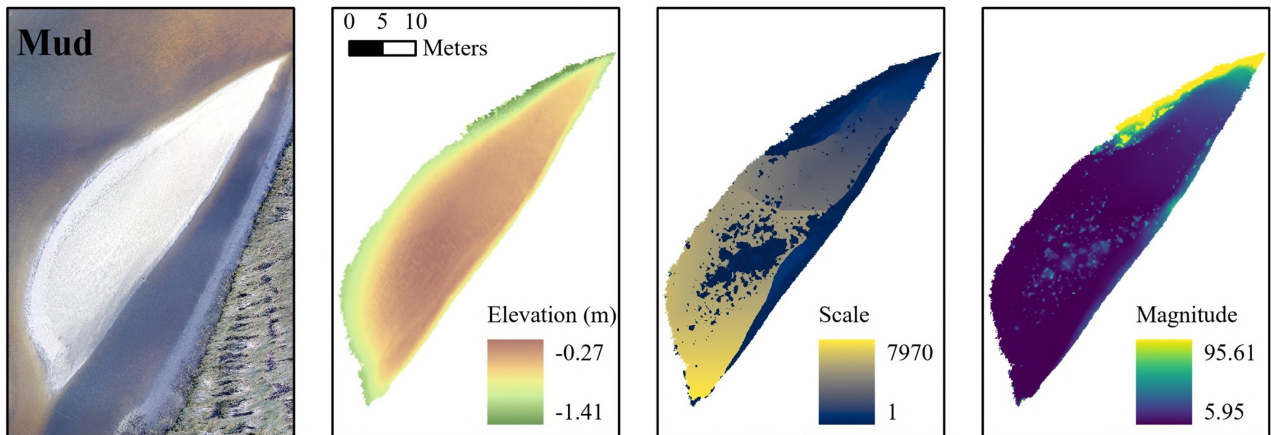 Mud
0 5 10
Meters
Elevation (m)
-0.27
-1.41
Scale
7970
1
Magnitude
95.61
5.95